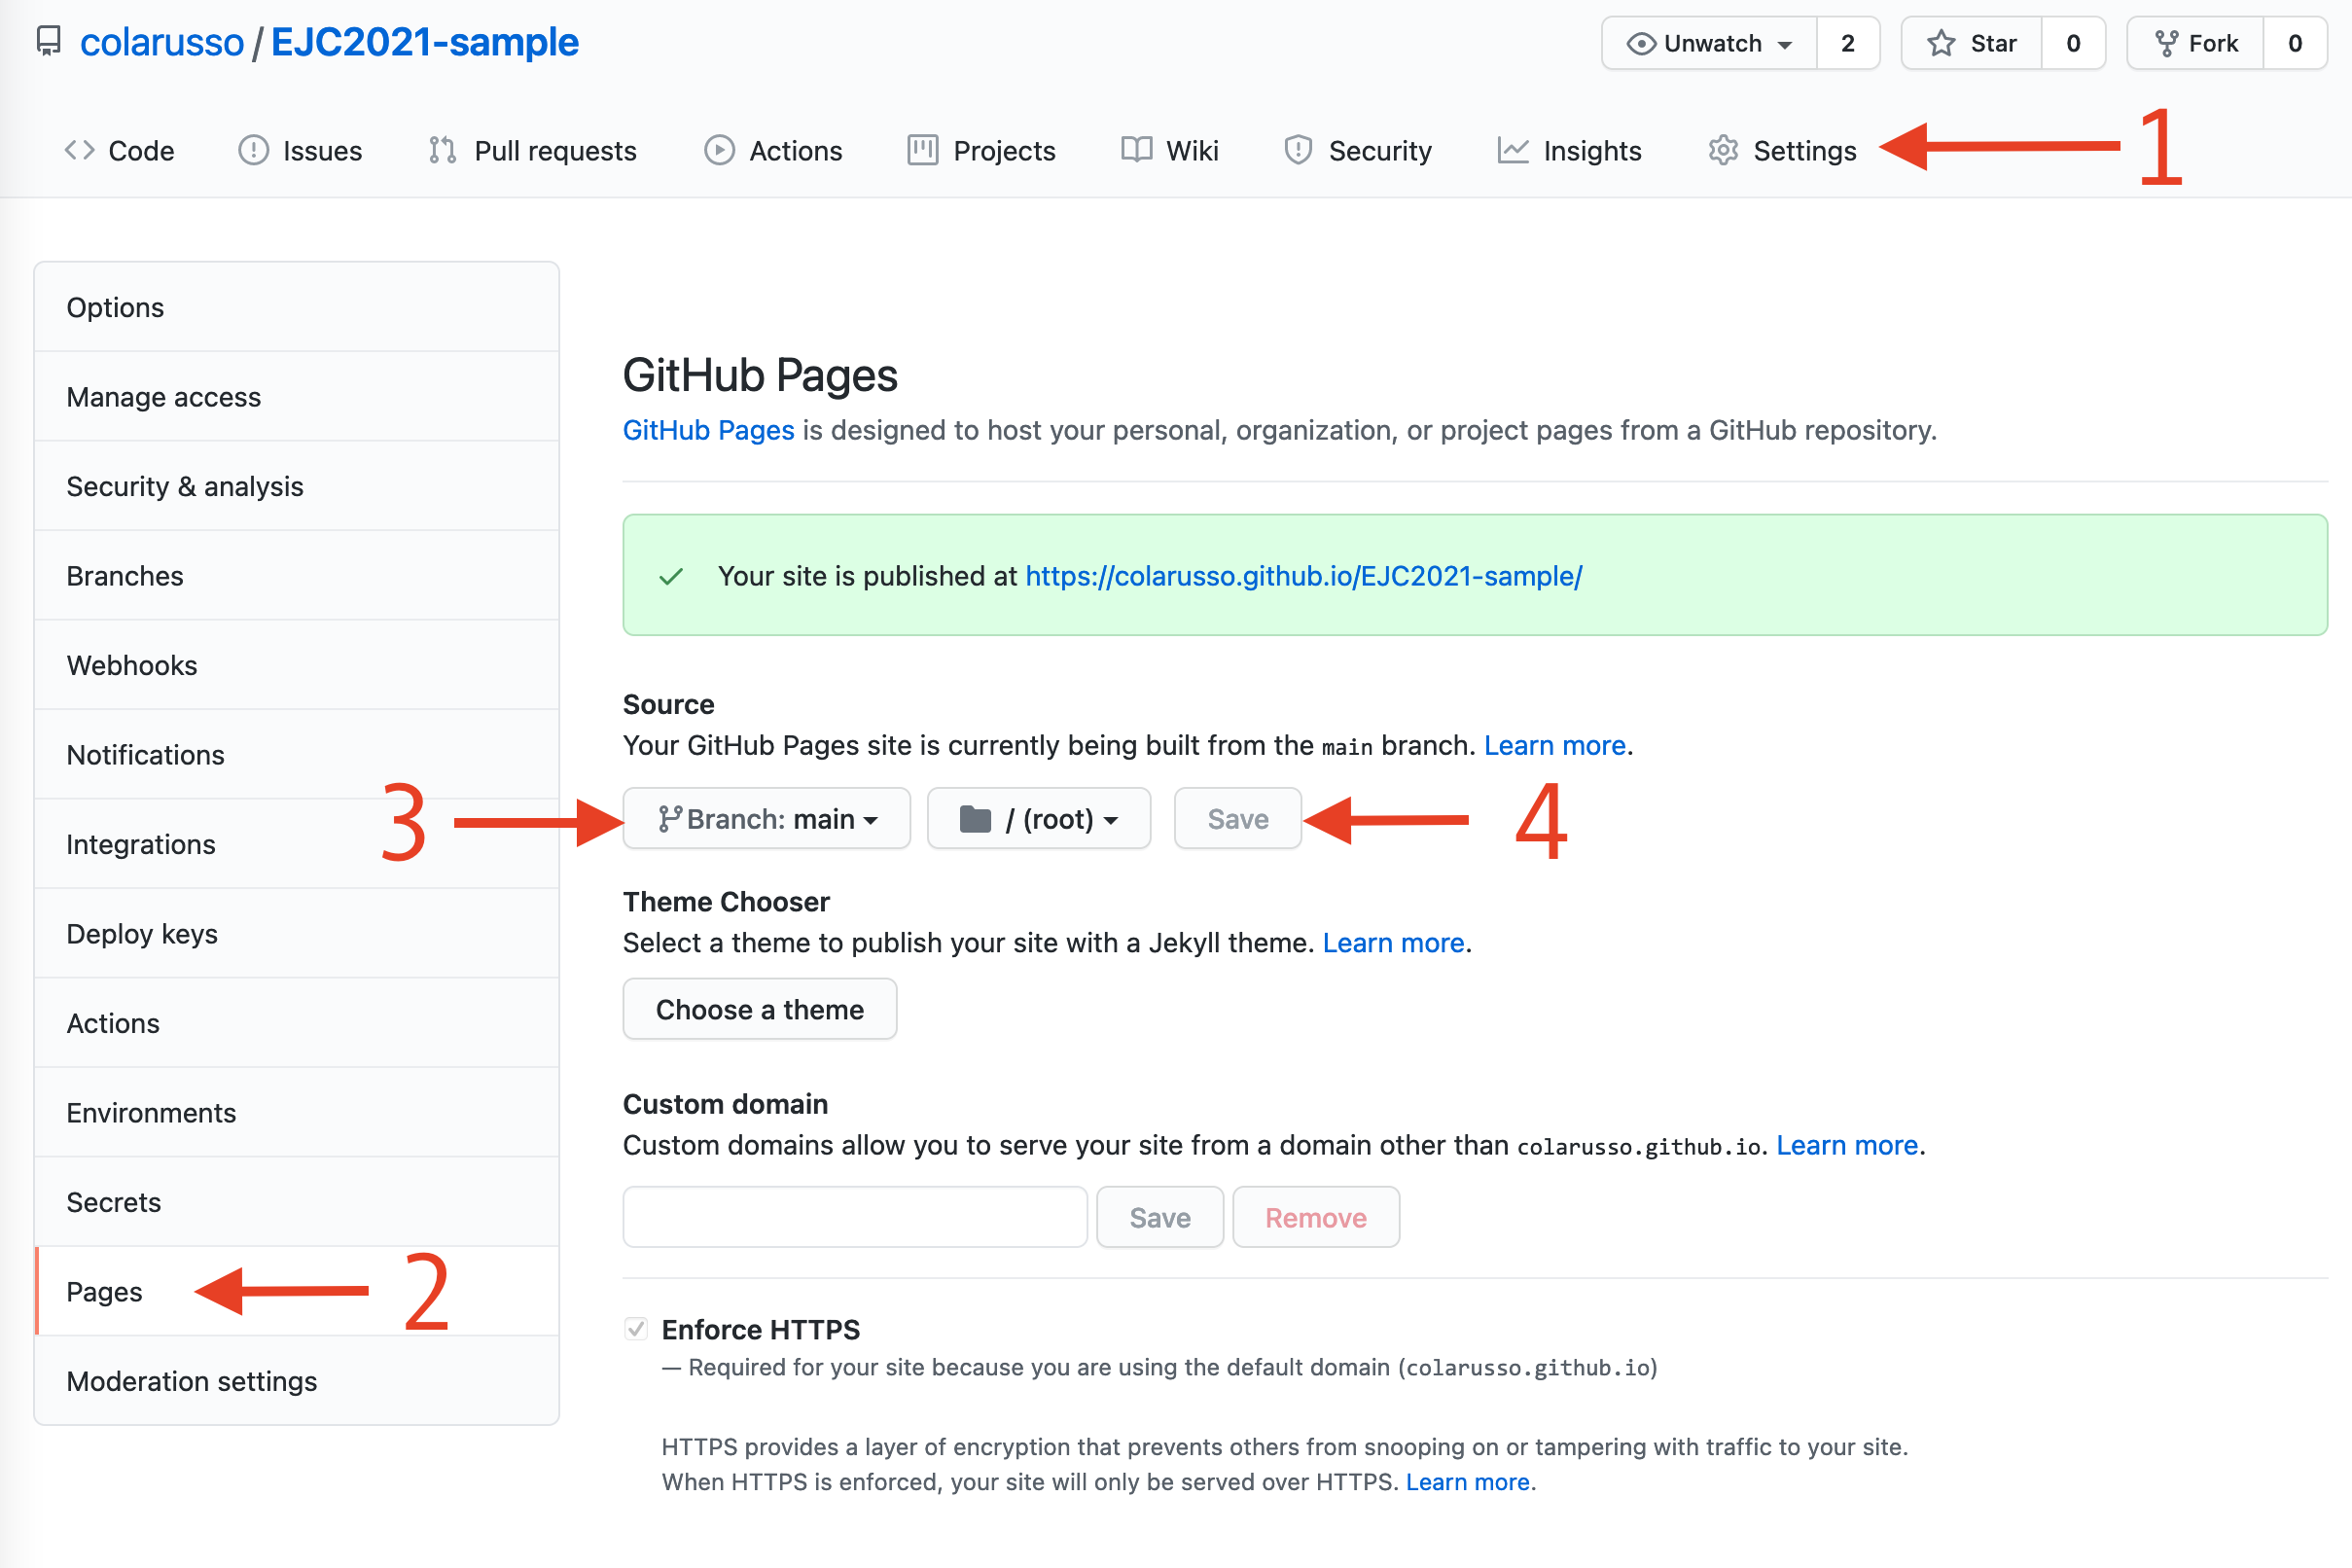 colarusso / EJC2021-sample
Unwatch 2 Star 0 Fork 0
Code Issues Pull requests Actions Projects Wiki Security Insights Settings 1
Options
Manage access
Security & analysis
Branches
Webhooks
Notifications
Integrations
Deploy keys
Actions
Environments
Secrets
Pages 2
Moderation settings
GitHub Pages
GitHub Pages is designed to host your personal, organization, or project pages from a GitHub repository.
Your site is published at https://colarusso.github.io/EJC2021-sample/
Source
Your GitHub Pages site is currently being built from the main branch. Learn more.
3 Branch: main / (root) Save 4
Theme Chooser
Select a theme to publish your site with a Jekyll theme. Learn more.
Choose a theme
Custom domain
Custom domains allow you to serve your site from a domain other than colarusso.github.io. Learn more.
Save Remove
Enforce HTTPS
— Required for your site because you are using the default domain (colarusso.github.io)
HTTPS provides a layer of encryption that prevents others from snooping on or tampering with traffic to your site.
When HTTPS is enforced, your site will only be served over HTTPS. Learn more.